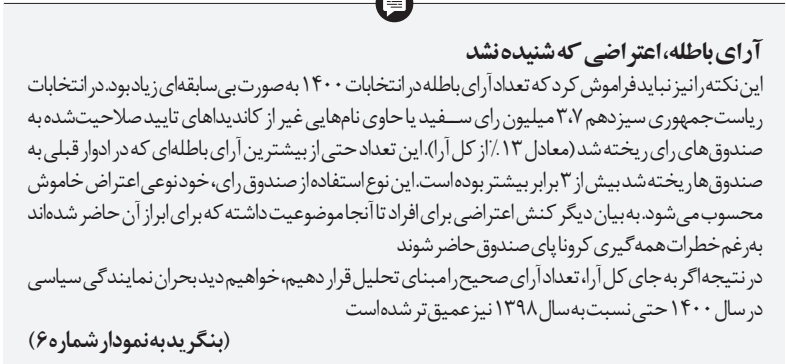 آرای باطله، اعتراضی که شنیده نشد
این نکته را نیز نباید فراموش کرد که تعداد آرای باطله در انتخابات ۱۴۰۰ به صورت بی‌سابقه‌ای زیاد بود. در انتخابات
ریاست‌جمهوری سیزدهم ۳,۷ میلیون رای سفید یا حاوی نام‌هایی غیر از کاندیداهای تایید صلاحیت‌شده به
صندوق‌های رای ریخته شد (معادل ۱۳٪ از کل آرا). این تعداد حتی از بیشترین آرای باطله‌ای که در ادوار قبلی به
صندوق‌ها ریخته شد بیش از ۳ برابر بیشتر بوده است. این نوع استفاده از صندوق رای، خود نوعی اعتراض خاموش
محسوب می‌شود. به بیان دیگر کنش اعتراضی برای افراد تا آنجا موضوعیت داشته که برای ابراز آن حاضر شده‌اند
به‌رغم خطرات همه‌گیری کرونا پای صندوق حاضر شوند
در نتیجه اگر به جای کل آرا، تعداد آرای صحیح را مبنای تحلیل قرار دهیم، خواهیم دید بحران نمایندگی سیاسی
در سال ۱۴۰۰ حتی نسبت به سال ۱۳۹۸ نیز عمیق‌تر شده است
(بنگرید به نمودار شماره ۶)